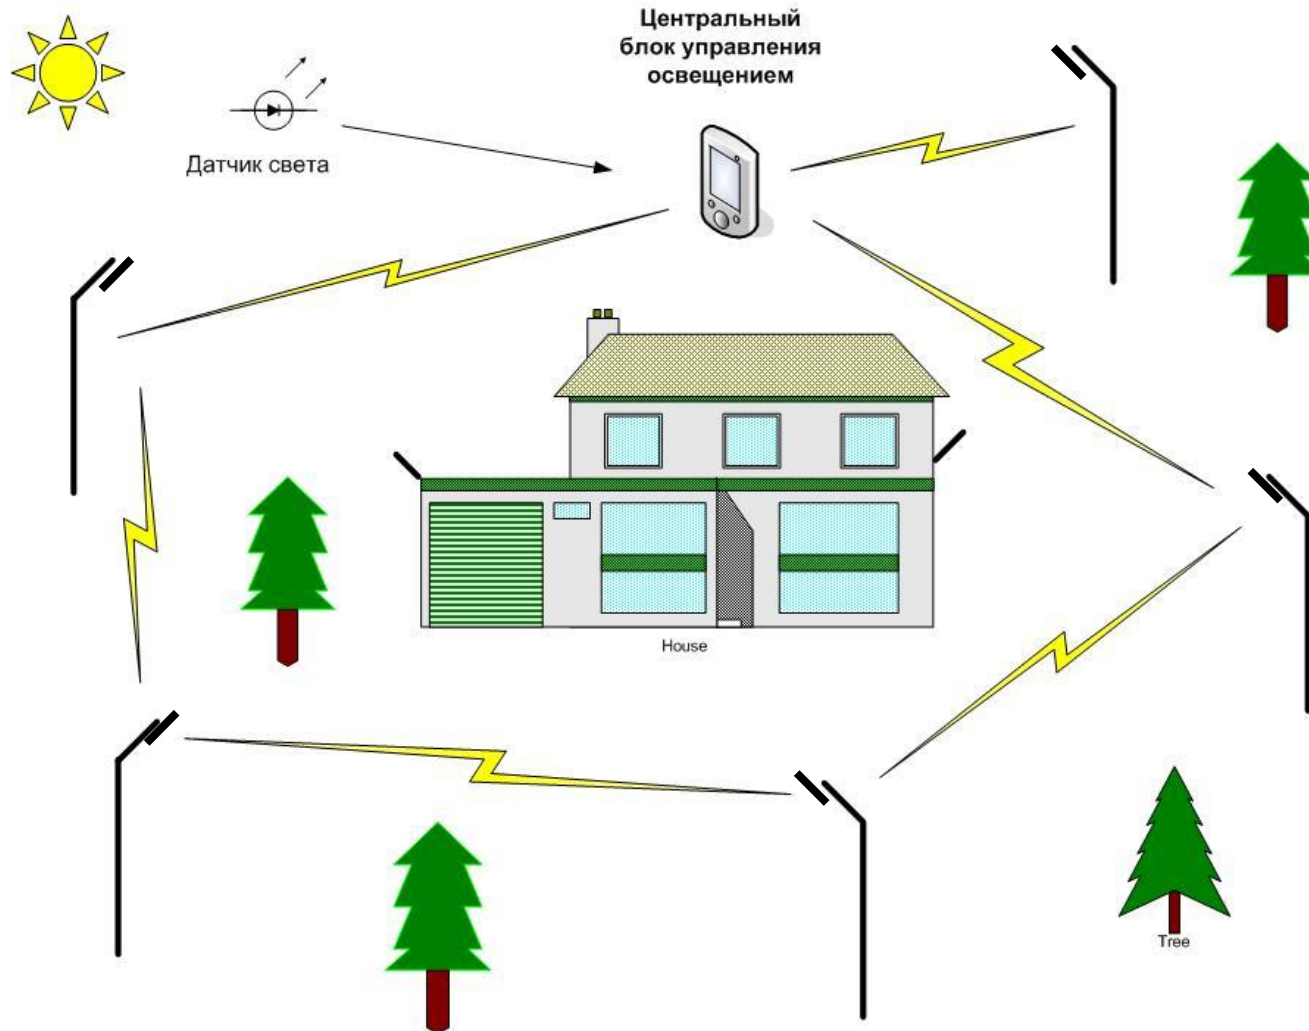 Центральный
блок управления
освещением
Датчик света
House
Tree